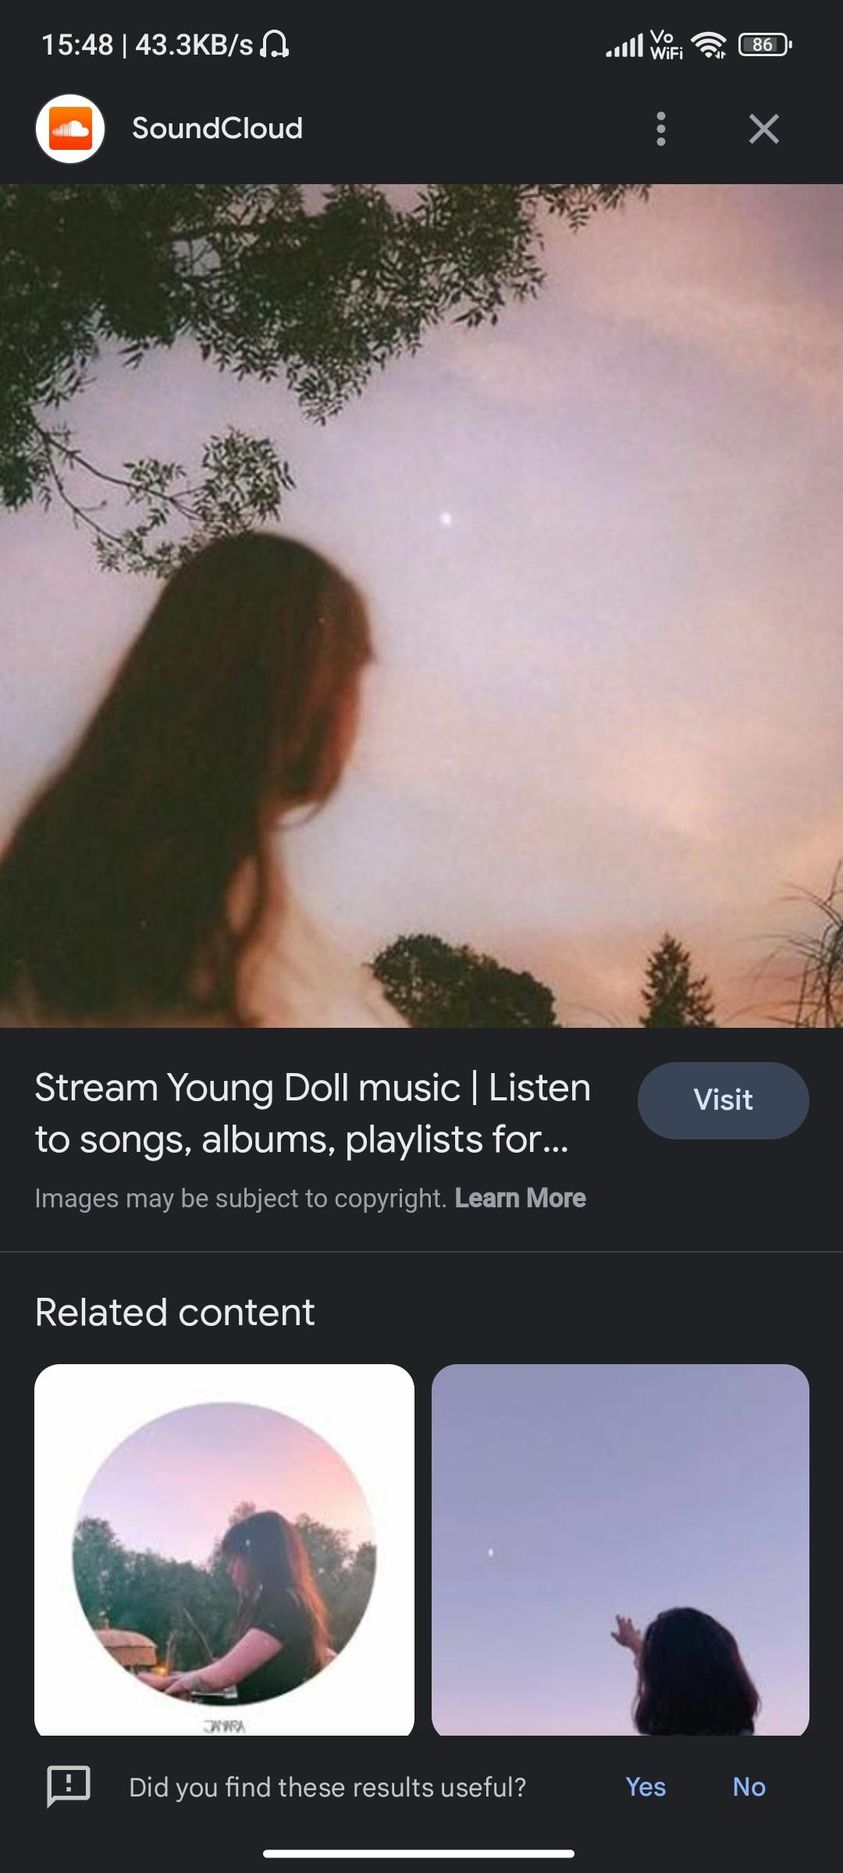 15:48 | 43.3KB/s
Vo
WiFi
86
SoundCloud
Stream Young Doll music | Listen
to songs, albums, playlists for...
Visit
Images may be subject to copyright. Learn More
Related content
JANARA
Did you find these results useful?
Yes
No